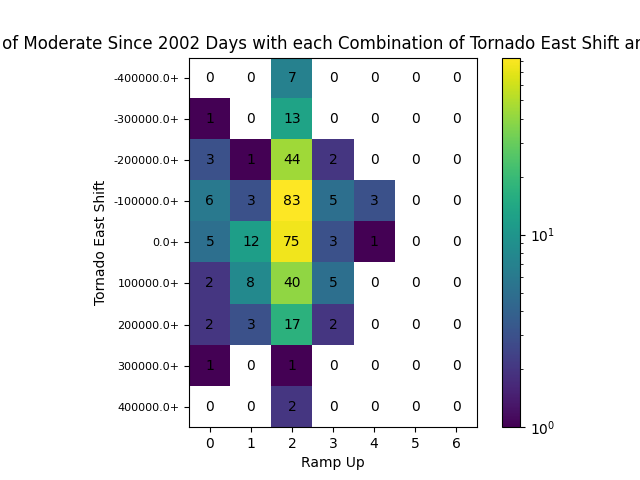 of Moderate Since 2002 Days with each Combination of Tornado East Shift
-400000.0+ 0 0 7 0 0 0 0
-300000.0+ 1 0 13 0 0 0 0
-200000.0+ 3 1 44 2 0 0 0
-100000.0+ 6 3 83 5 3 0 0
0.0+ 5 12 75 3 1 0 0
100000.0+ 2 8 40 5 0 0 0
200000.0+ 2 3 17 2 0 0 0
300000.0+ 1 0 1 0 0 0 0
400000.0+ 0 0 2 0 0 0 0
0 1 2 3 4 5 6
Ramp Up
Tornado East Shift
10¹
10⁰